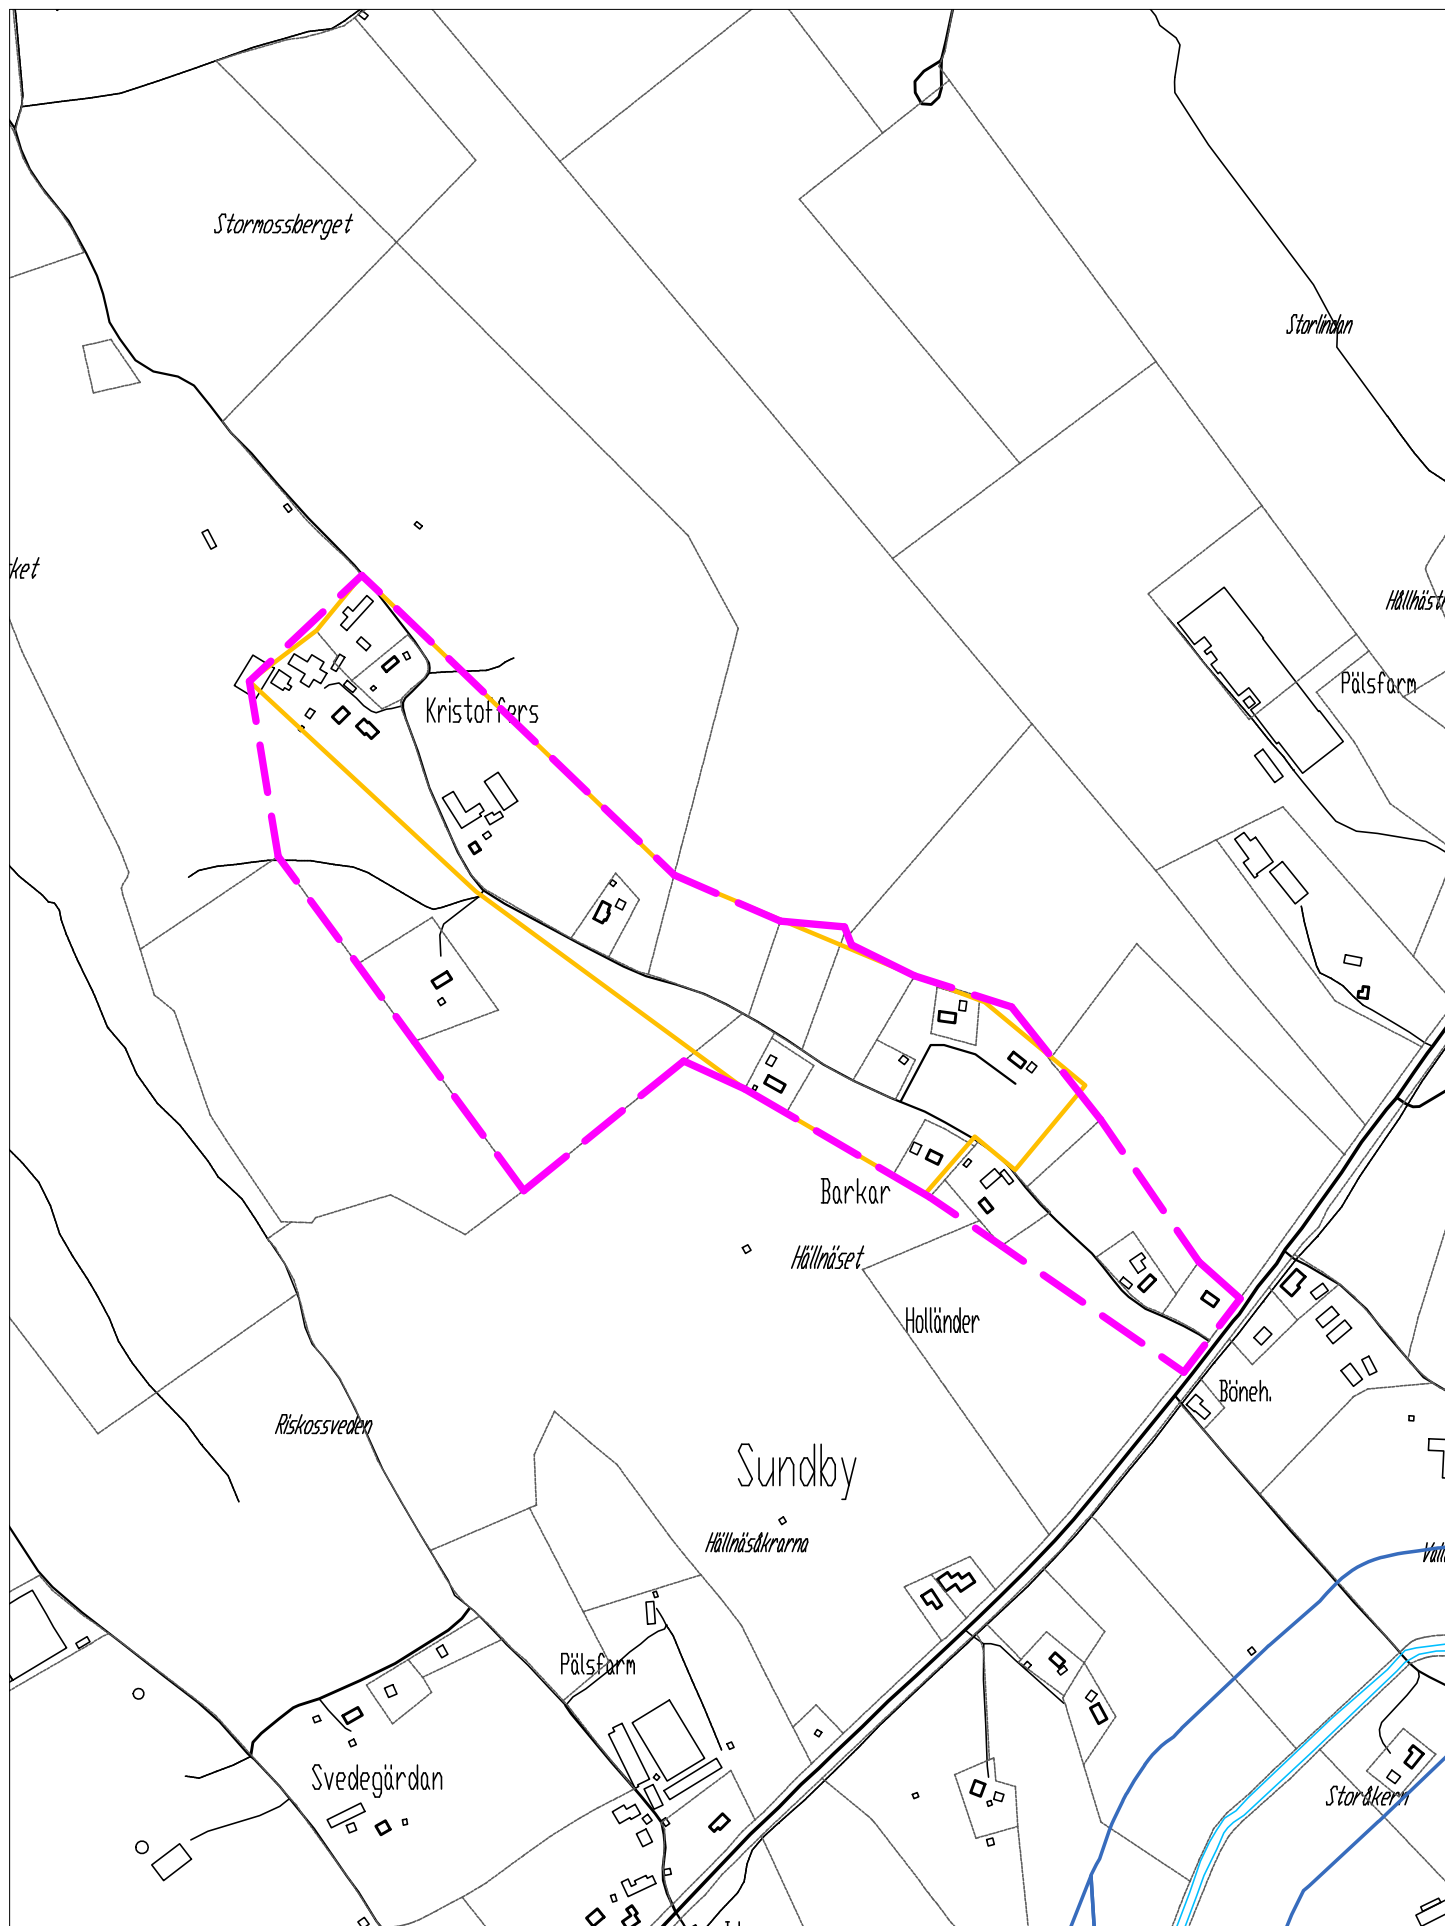 Stormossberget
Storlindan
Kristoffers
Pälsfarm
Barkar
Hällnäset
Holländer
Böneh.
Riskossveden
Sundby
Hällnäsåkrarna
Pälsfarm
Svedegärdan
Storåkern